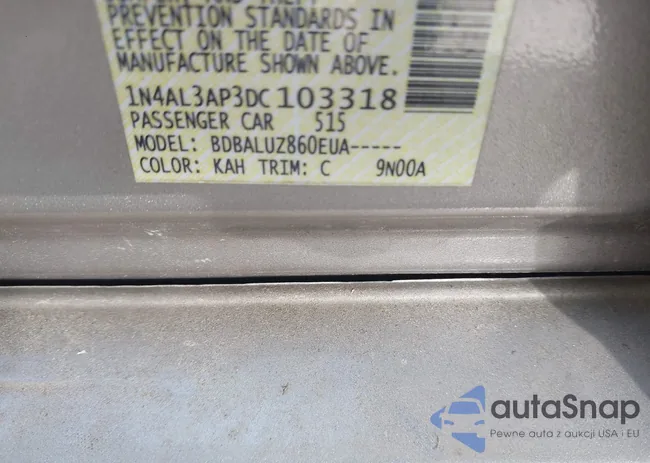 PREVENTION STANDARDS IN
EFFECT ON THE DATE OF
MANUFACTURE SHOWN ABOVE.
1N4AL3AP3DC103318
PASSENGER CAR 515
MODEL: BDBALUZ860EUA-----
COLOR: KAH TRIM: C 9N00A
autoSnap
Pewne auta z aukcji USA i EU